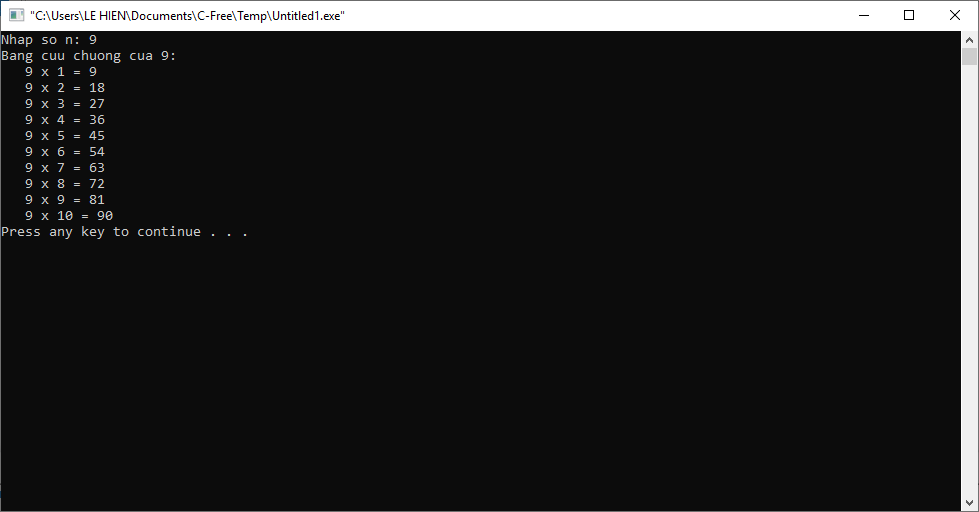 "C:\Users\LE HIEN\Documents\C-Free\Temp\Untitled1.exe"
Nhap so n: 9
Bang cuu chuong cua 9:
   9 x 1 = 9
   9 x 2 = 18
   9 x 3 = 27
   9 x 4 = 36
   9 x 5 = 45
   9 x 6 = 54
   9 x 7 = 63
   9 x 8 = 72
   9 x 9 = 81
   9 x 10 = 90
Press any key to continue . . .